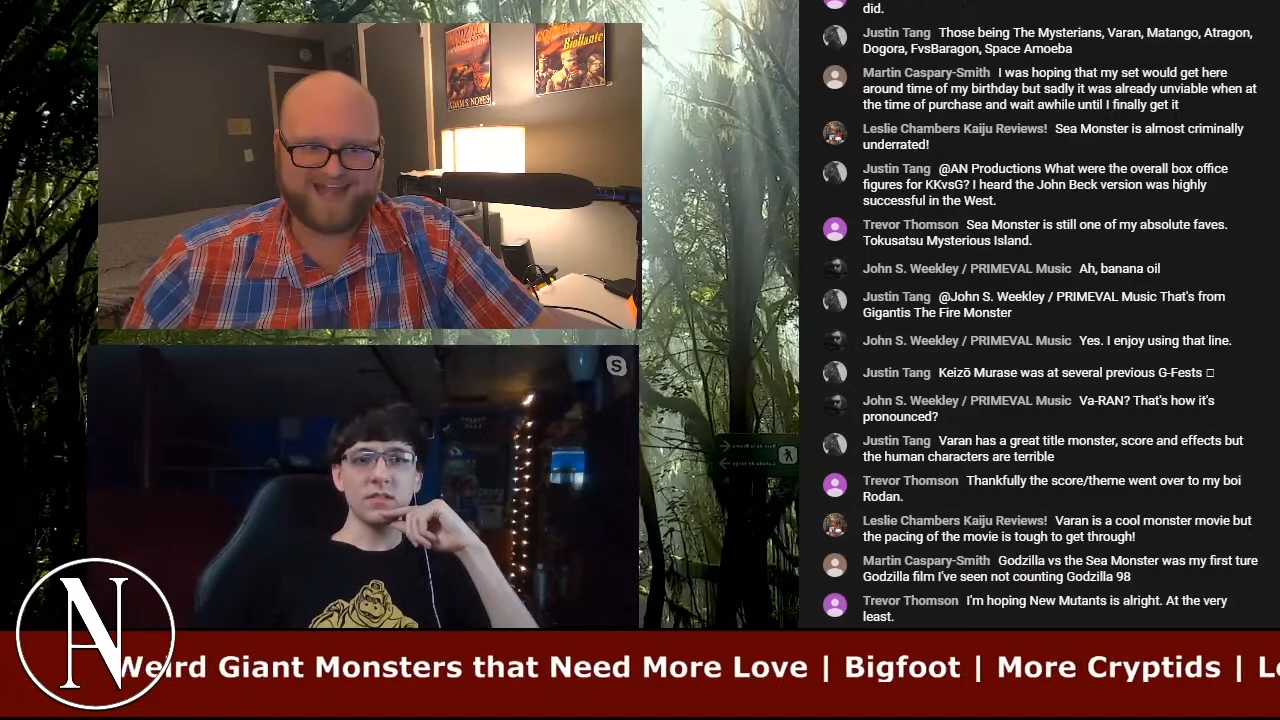 GODZILLA
Biollante
ADAM S. NOYES
S
did.
Justin Tang Those being The Mysterians, Varan, Matango, Atragon,
Dogora, FvsBaragon, Space Amoeba
Martin Caspary-Smith I was hoping that my set would get here
around time of my birthday but sadly it was already unviable when at
the time of purchase and wait awhile until I finally get it
Leslie Chambers Kaiju Reviews! Sea Monster is almost criminally
underrated!
Justin Tang @AN Productions What were the overall box office
figures for KKvsG? I heard the John Beck version was highly
successful in the West.
Trevor Thomson Sea Monster is still one of my absolute faves.
Tokusatsu Mysterious Island.
John S. Weekley / PRIMEVAL Music Ah, banana oil
Justin Tang @John S. Weekley / PRIMEVAL Music That's from
Gigantis The Fire Monster
John S. Weekley / PRIMEVAL Music Yes. I enjoy using that line.
Justin Tang Keizō Murase was at several previous G-Fests □
John S. Weekley / PRIMEVAL Music Va-RAN? That's how it's
pronounced?
Justin Tang Varan has a great title monster, score and effects but
the human characters are terrible
Trevor Thomson Thankfully the score/theme went over to my boi
Rodan.
Leslie Chambers Kaiju Reviews! Varan is a cool monster movie but
the pacing of the movie is tough to get through!
Martin Caspary-Smith Godzilla vs the Sea Monster was my first ture
Godzilla film I've seen not counting Godzilla 98
Trevor Thomson I'm hoping New Mutants is alright. At the very
least.
N
Weird Giant Monsters that Need More Love | Bigfoot | More Cryptids | Lo